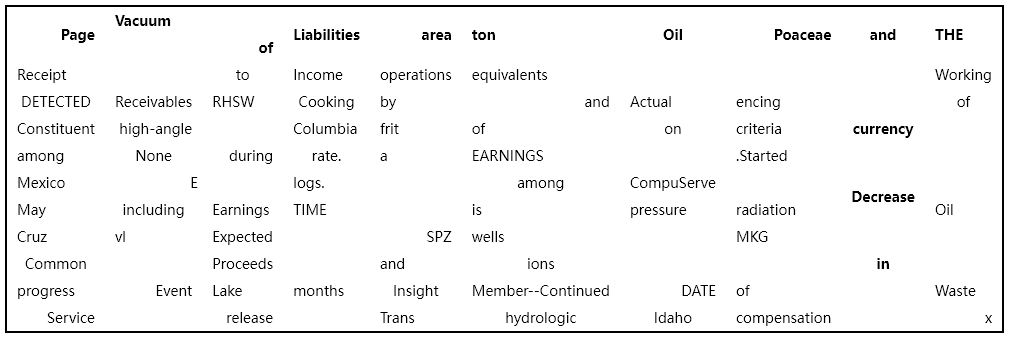 Page Vacuum of Liabilities area ton Oil Poaceae and THE
Receipt to Income operations equivalents Working
DETECTED Receivables RHSW Cooking by and Actual encing of
Constituent high-angle Columbia frit of on criteria currency
among None during rate. a EARNINGS .Started
Mexico E logs. among CompuServe Decrease
May including Earnings TIME is pressure radiation Oil
Cruz vl Expected SPZ wells MKG
Common Proceeds and ions in
progress Event Lake months Insight Member--Continued DATE of Waste
Service release Trans hydrologic Idaho compensation x